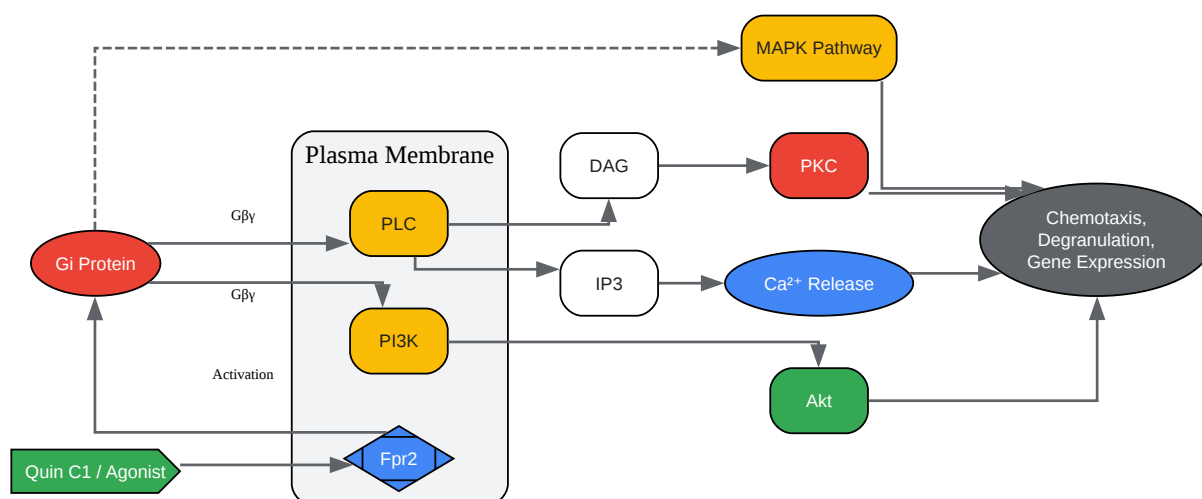 MAPK Pathway
Plasma Membrane
DAG
PKC
Gβγ
PLC
Chemotaxis,
Degranulation,
Gene Expression
Gi Protein
IP3
Ca²⁺ Release
Gβγ
PI3K
Activation
Akt
Quin C1 / Agonist
Fpr2